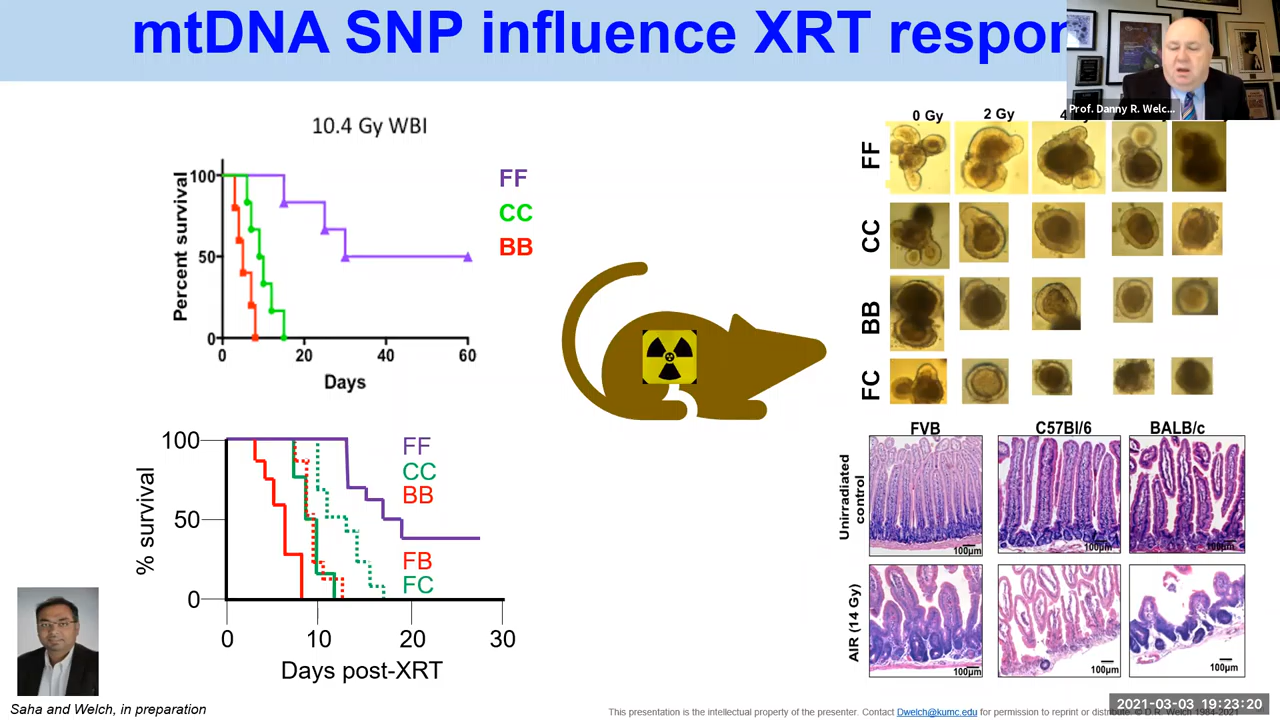 mtDNA SNP influence XRT respon
Prof. Danny R. Welc...
10.4 Gy WBI
Percent survival
100
50
0
0 20 40 60
Days
FF
CC
BB
0 Gy
2 Gy
FF
CC
BB
FC
% survival
100
50
0
0 10 20 30
Days post-XRT
FF
CC
BB
FB
FC
FVB
C57Bl/6
BALB/c
Unirradiated
control
100µm
100µm
100µm
AIR (14 Gy)
100µm
100µm
100µm
Saha and Welch, in preparation
2021-03-03 19:23:20
This presentation is the intellectual property of the presenter. Contact Dwelch@kumc.edu for permission to reprint or distribute. © D.R. Welch 1984-2021